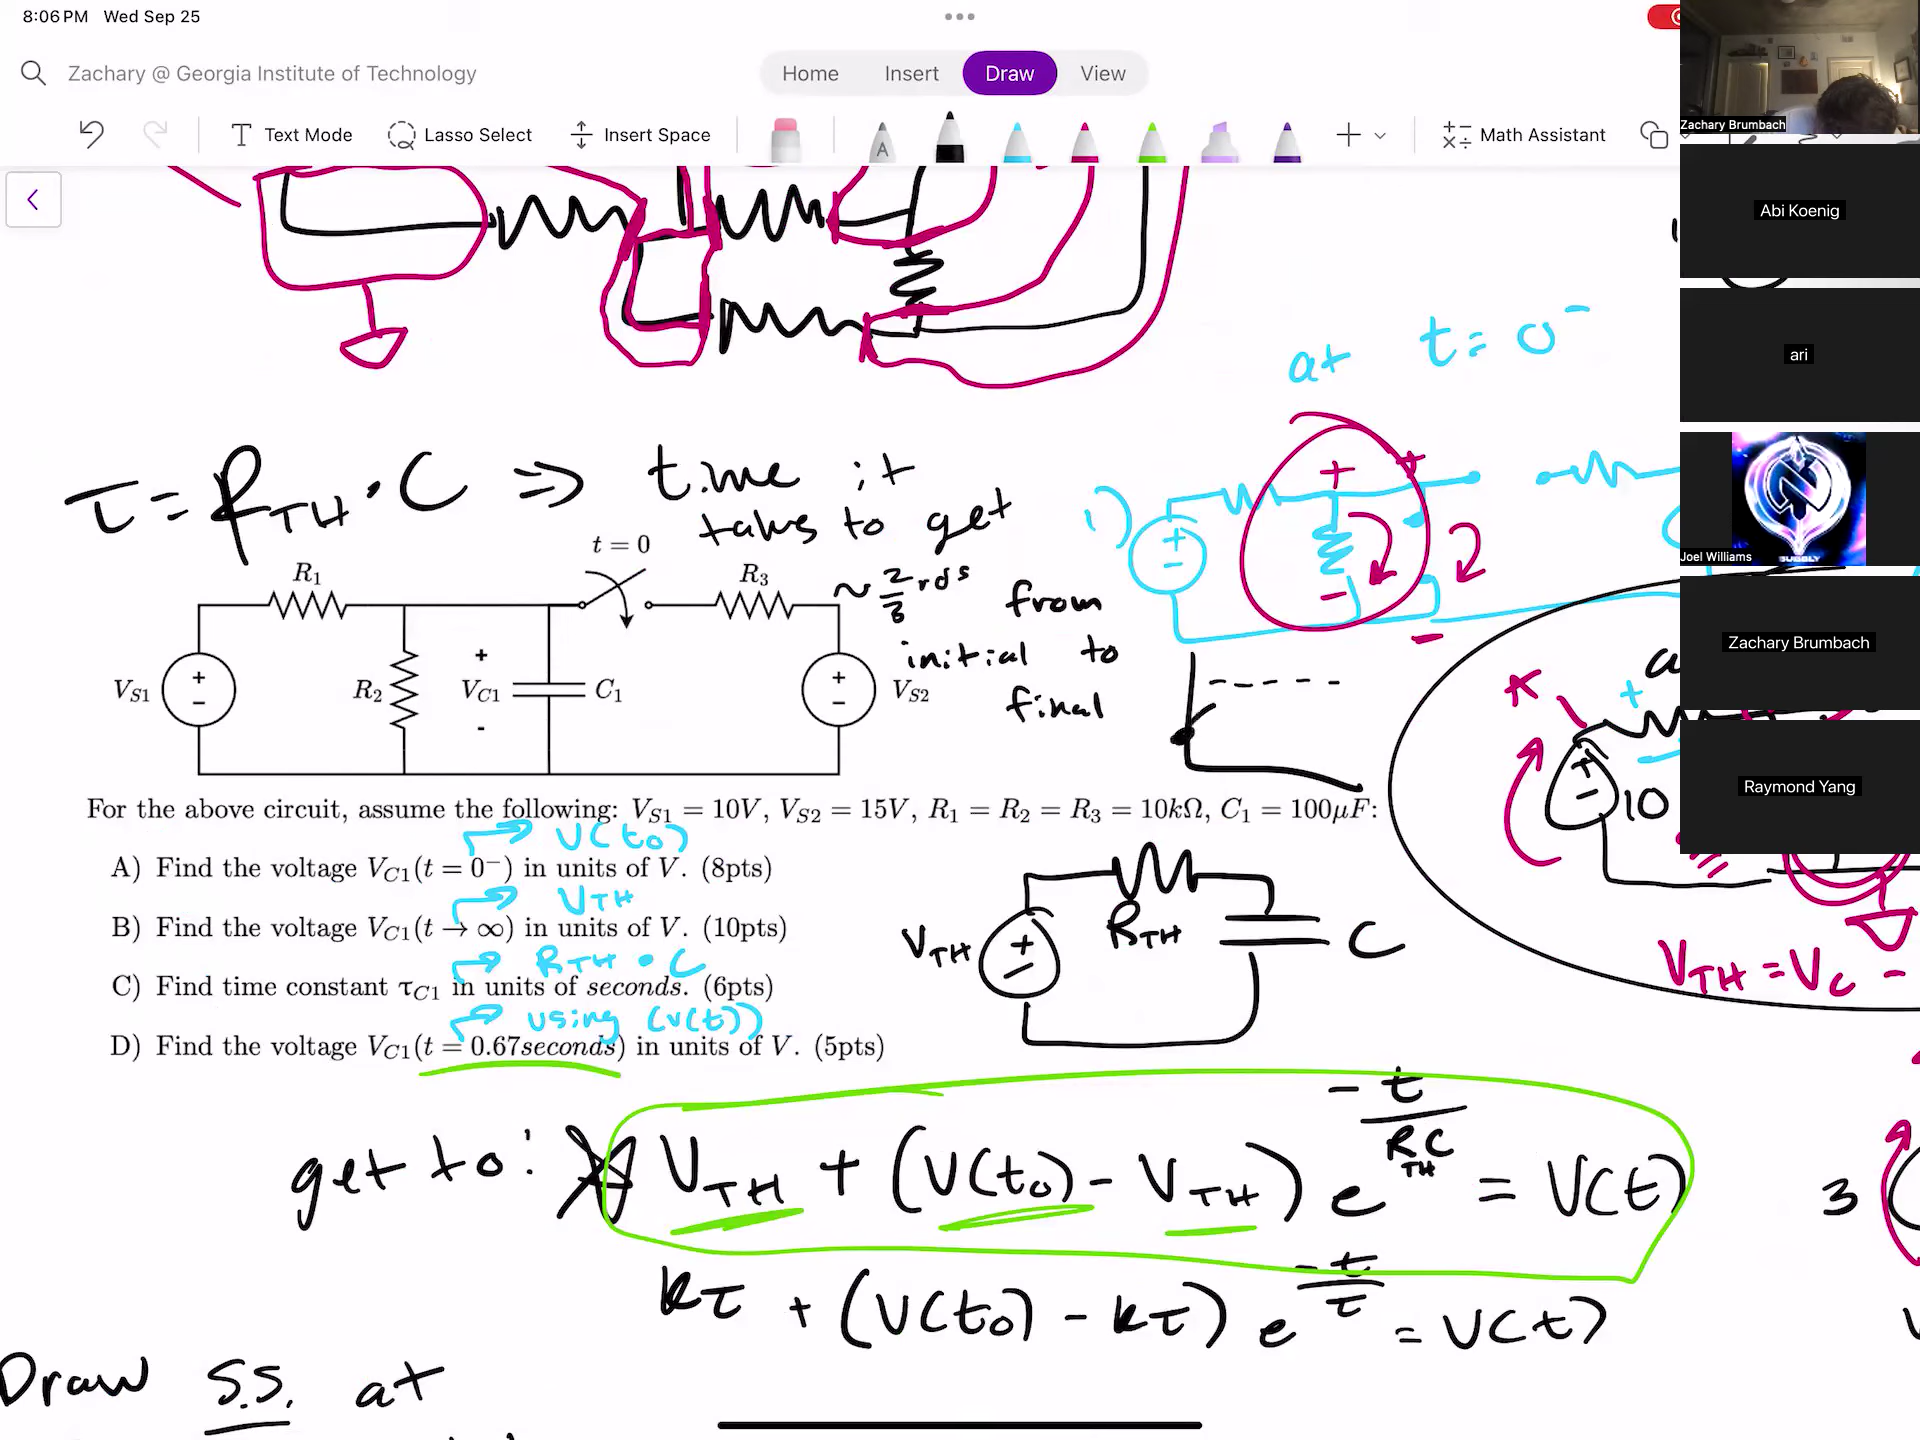 8:06 PM Wed Sep 25
Zachary @ Georgia Institute of Technology
Home Insert Draw View
Text Mode Lasso Select Insert Space Math Assistant
Zachary Brumbach
Abi Koenig
ari
Joel Williams
Zachary Brumbach
Raymond Yang
at t = 0⁻
τ = R_TH · C ⇒ time it
takes to get
~ 2/3 rds from
initial to
final
1)
t = 0
R₁
R₃
+
-
V_S1
R₂
V_C1
C₁
V_S2
For the above circuit, assume the following: V_S1 = 10V, V_S2 = 15V, R₁ = R₂ = R₃ = 10kΩ, C₁ = 100μF:
V(t₀)
A) Find the voltage V_C1(t = 0⁻) in units of V. (8pts)
V_TH
B) Find the voltage V_C1(t → ∞) in units of V. (10pts)
R_TH · C
C) Find time constant τ_C1 in units of seconds. (6pts)
using (V(t))
D) Find the voltage V_C1(t = 0.67seconds) in units of V. (5pts)
V_TH
R_TH
C
10
V_TH = V_C -
get to: V_TH + (V(t₀) - V_TH) e^(-t/(R_TH C)) = V(t)
3
kτ + (V(t₀) - kτ) e^(-t/τ) = V(t)
Draw S.S. at